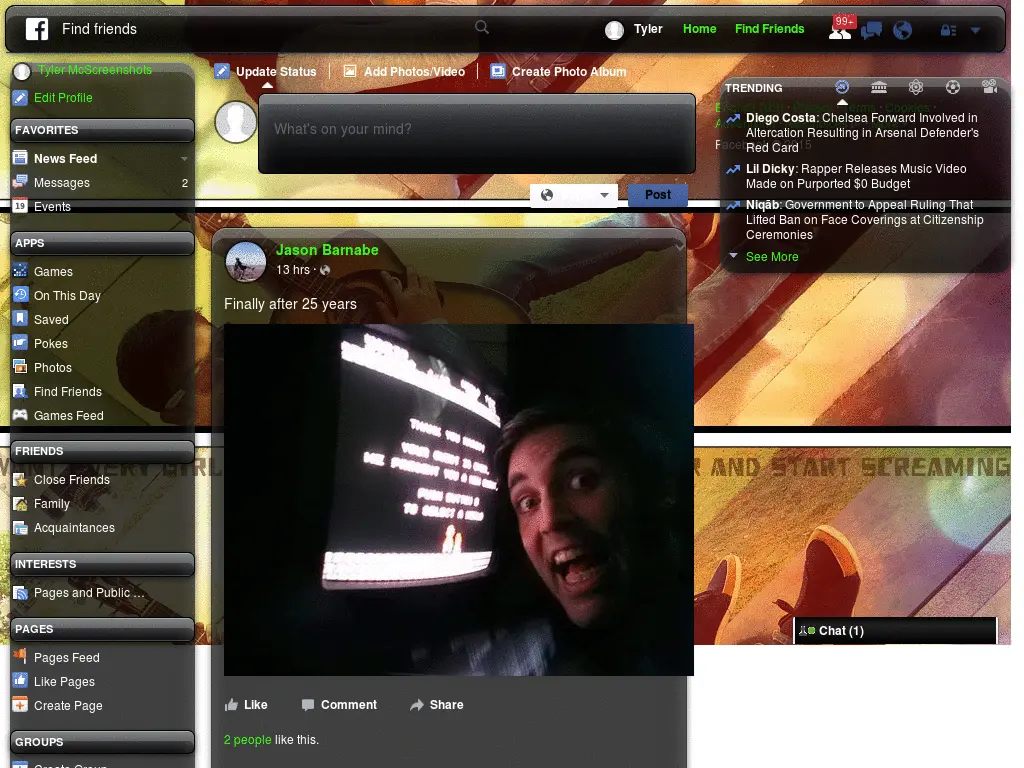 Find friends
Tyler
Home
Find Friends
99+
Tyler McScreenshots
Edit Profile
FAVORITES
News Feed
Messages
2
19
Events
APPS
Games
On This Day
Saved
Pokes
Photos
Find Friends
Games Feed
FRIENDS
Close Friends
Family
Acquaintances
INTERESTS
Pages and Public ...
PAGES
Pages Feed
Like Pages
Create Page
GROUPS
Create Group
Update Status
Add Photos/Video
Create Photo Album
What's on your mind?
Post
Jason Barnabe
13 hrs ·
Finally after 25 years
THANK YOU MARIO
YOUR QUEST IS OVER.
WE PRESENT YOU A NEW QUEST.
PUSH BUTTON B
TO SELECT A WORLD
Like
Comment
Share
2 people like this.
TRENDING
Diego Costa: Chelsea Forward Involved in
Altercation Resulting in Arsenal Defender's
Red Card
Lil Dicky: Rapper Releases Music Video
Made on Purported $0 Budget
Niqāb: Government to Appeal Ruling That
Lifted Ban on Face Coverings at Citizenship
Ceremonies
See More
EVERY GIRL
AND START SCREAMING
Chat (1)